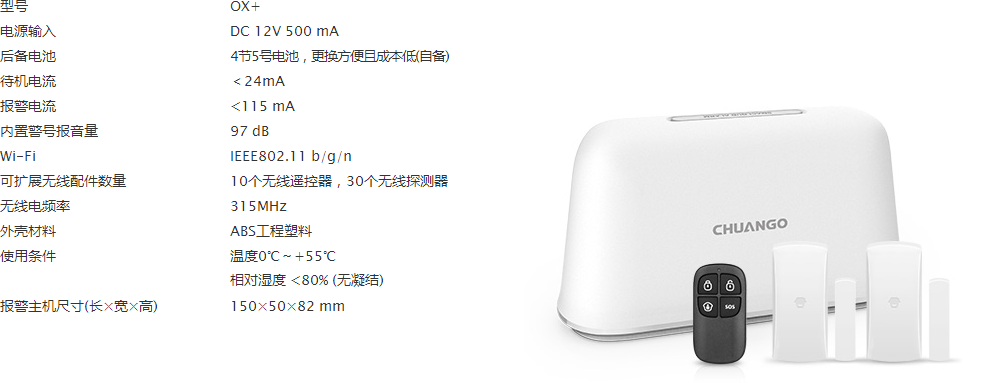 型号 OX+
电源输入 DC 12V 500 mA
后备电池 4节5号电池，更换方便且成本低(自备)
待机电流 ＜24mA
报警电流 <115 mA
内置警号报音量 97 dB
Wi-Fi IEEE802.11 b/g/n
可扩展无线配件数量 10个无线遥控器，30个无线探测器
无线电频率 315MHz
外壳材料 ABS工程塑料
使用条件 温度0℃～+55℃
相对湿度 <80% (无凝结)
报警主机尺寸(长×宽×高) 150×50×82 mm
CHUANGO
SOS